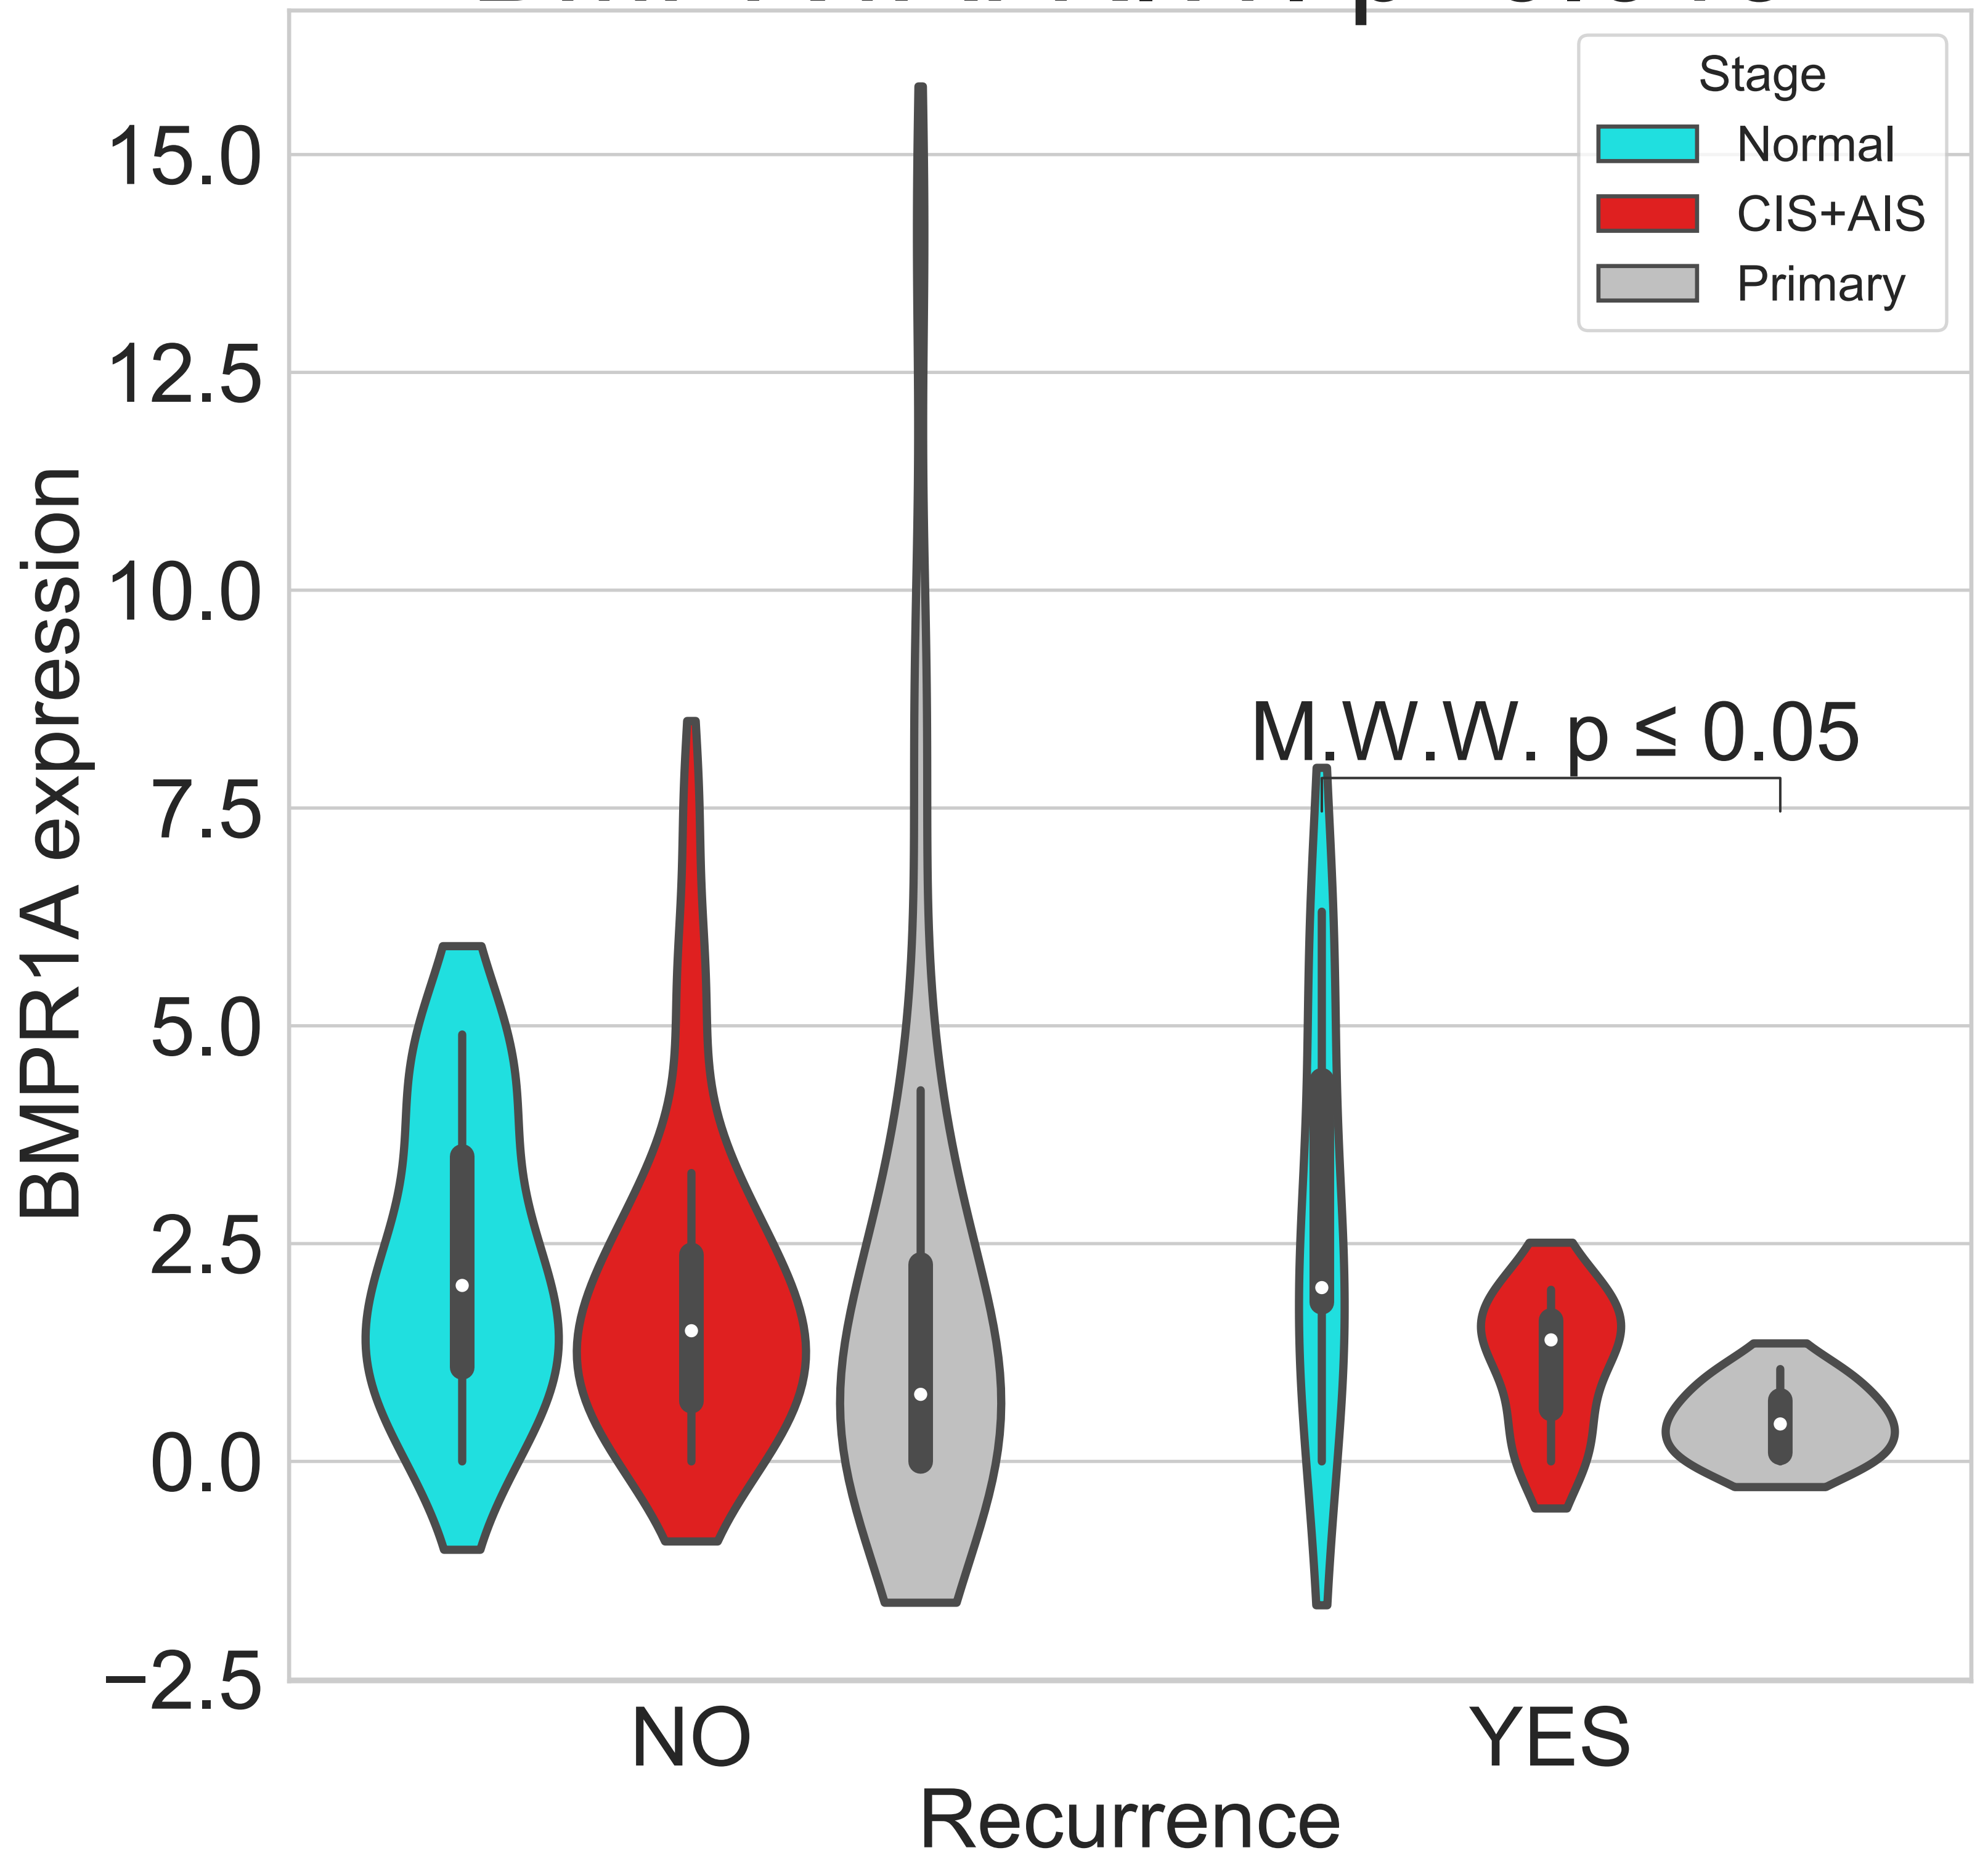 Stage
Normal
CIS+AIS
Primary
15.0
12.5
10.0
7.5
5.0
2.5
0.0
−2.5
BMPR1A expression
M.W.W. p ≤ 0.05
NO
YES
Recurrence